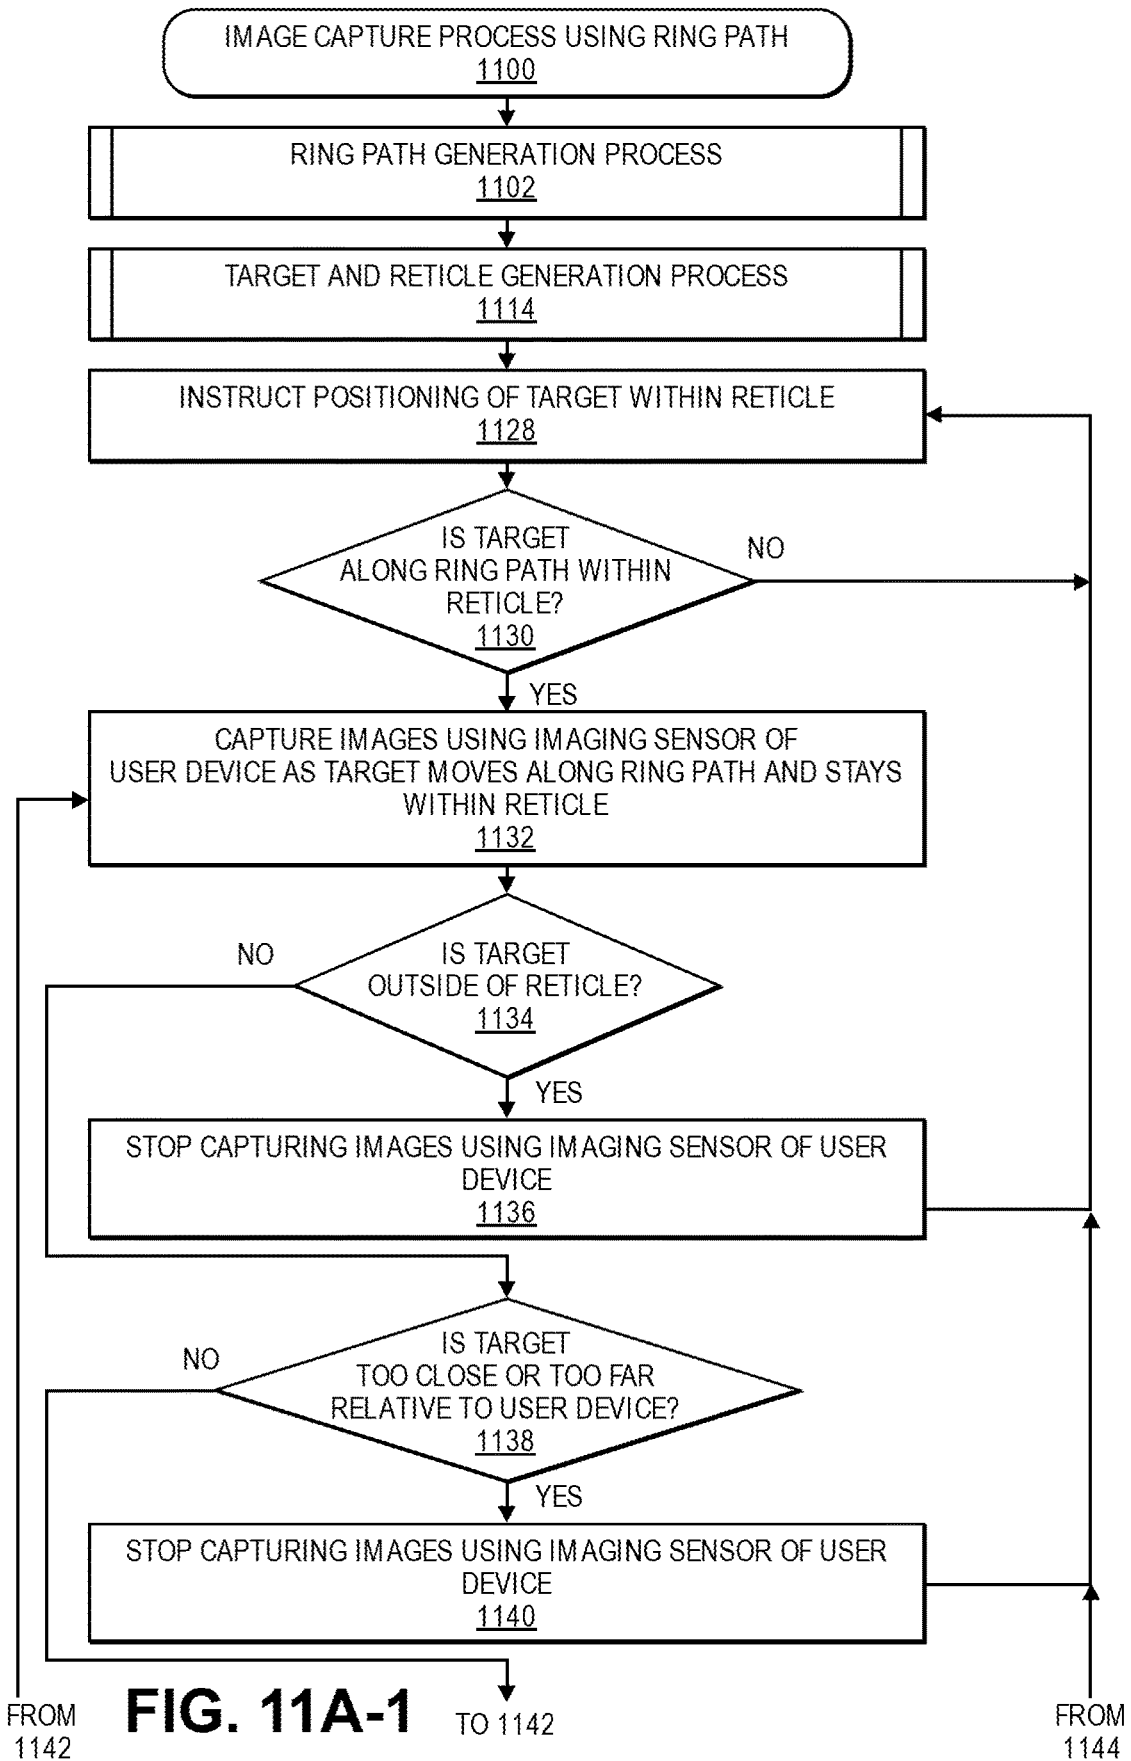 IMAGE CAPTURE PROCESS USING RING PATH
1100
RING PATH GENERATION PROCESS
1102
TARGET AND RETICLE GENERATION PROCESS
1114
INSTRUCT POSITIONING OF TARGET WITHIN RETICLE
1128
IS TARGET
ALONG RING PATH WITHIN
RETICLE?
1130
NO
YES
CAPTURE IMAGES USING IMAGING SENSOR OF
USER DEVICE AS TARGET MOVES ALONG RING PATH AND STAYS
WITHIN RETICLE
1132
NO
IS TARGET
OUTSIDE OF RETICLE?
1134
YES
STOP CAPTURING IMAGES USING IMAGING SENSOR OF USER
DEVICE
1136
NO
IS TARGET
TOO CLOSE OR TOO FAR
RELATIVE TO USER DEVICE?
1138
YES
STOP CAPTURING IMAGES USING IMAGING SENSOR OF USER
DEVICE
1140
FROM
1142
FIG. 11A-1
TO 1142
FROM
1144